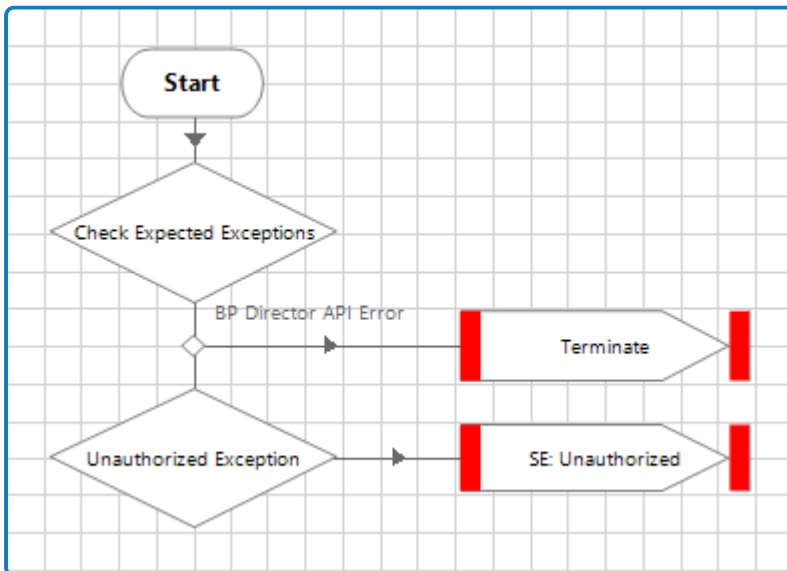 Start
Check Expected Exceptions
BP Director API Error
Terminate
Unauthorized Exception
SE: Unauthorized